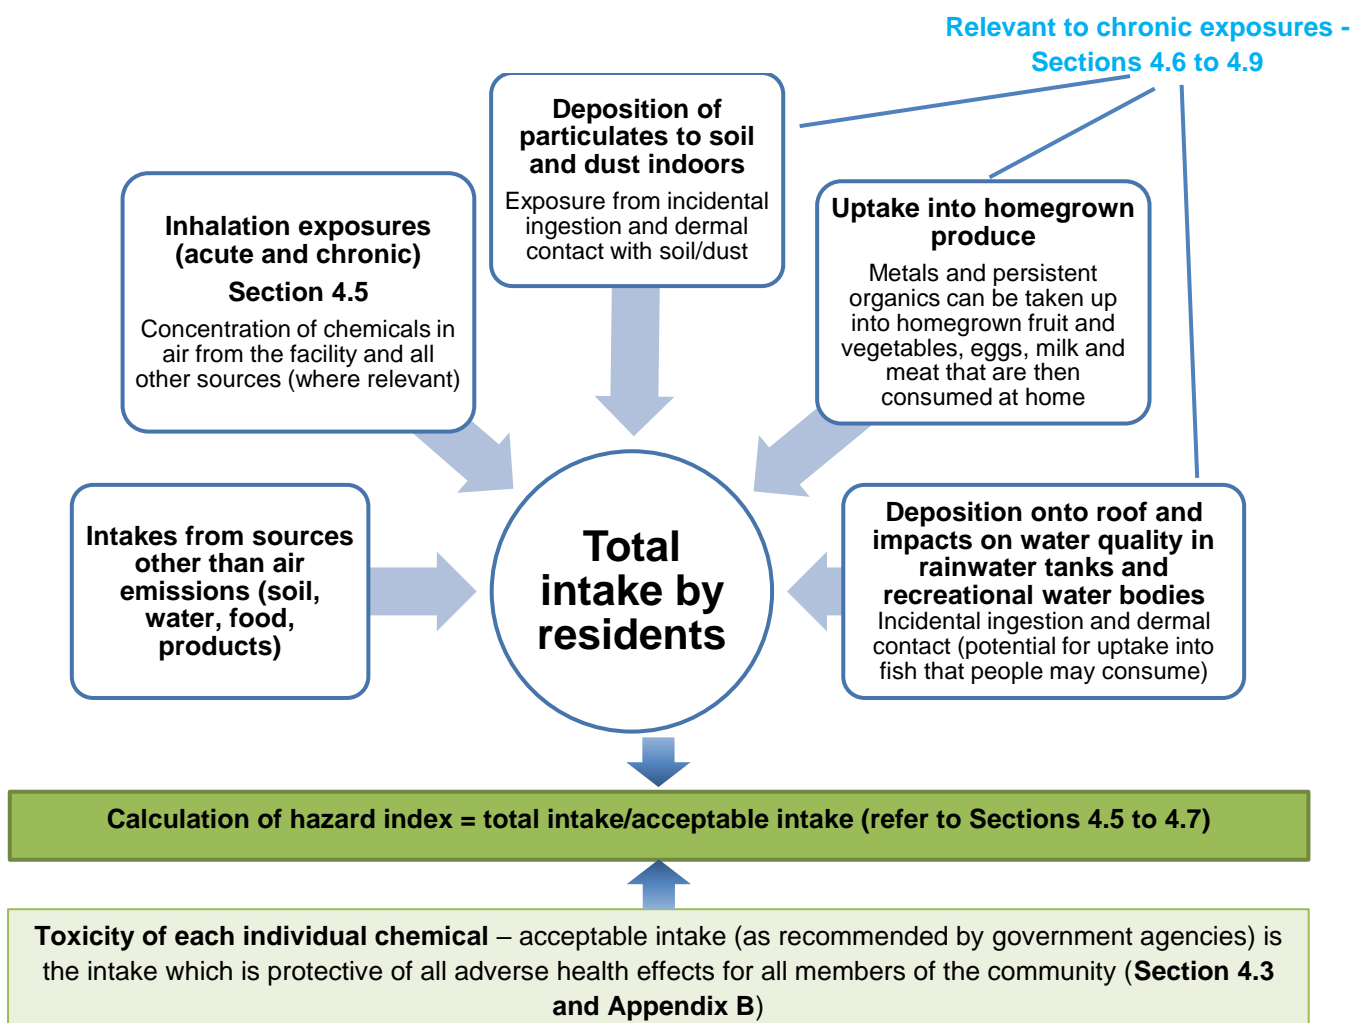 Relevant to chronic exposures -
Sections 4.6 to 4.9
Deposition of
particulates to soil
and dust indoors
Exposure from incidental
ingestion and dermal
contact with soil/dust
Inhalation exposures
(acute and chronic)
Section 4.5
Concentration of chemicals in
air from the facility and all
other sources (where relevant)
Uptake into homegrown
produce
Metals and persistent
organics can be taken up
into homegrown fruit and
vegetables, eggs, milk and
meat that are then
consumed at home
Intakes from sources
other than air
emissions (soil,
water, food,
products)
Total
intake by
residents
Deposition onto roof and
impacts on water quality in
rainwater tanks and
recreational water bodies
Incidental ingestion and dermal
contact (potential for uptake into
fish that people may consume)
Calculation of hazard index = total intake/acceptable intake (refer to Sections 4.5 to 4.7)
Toxicity of each individual chemical – acceptable intake (as recommended by government agencies) is
the intake which is protective of all adverse health effects for all members of the community (Section 4.3
and Appendix B)